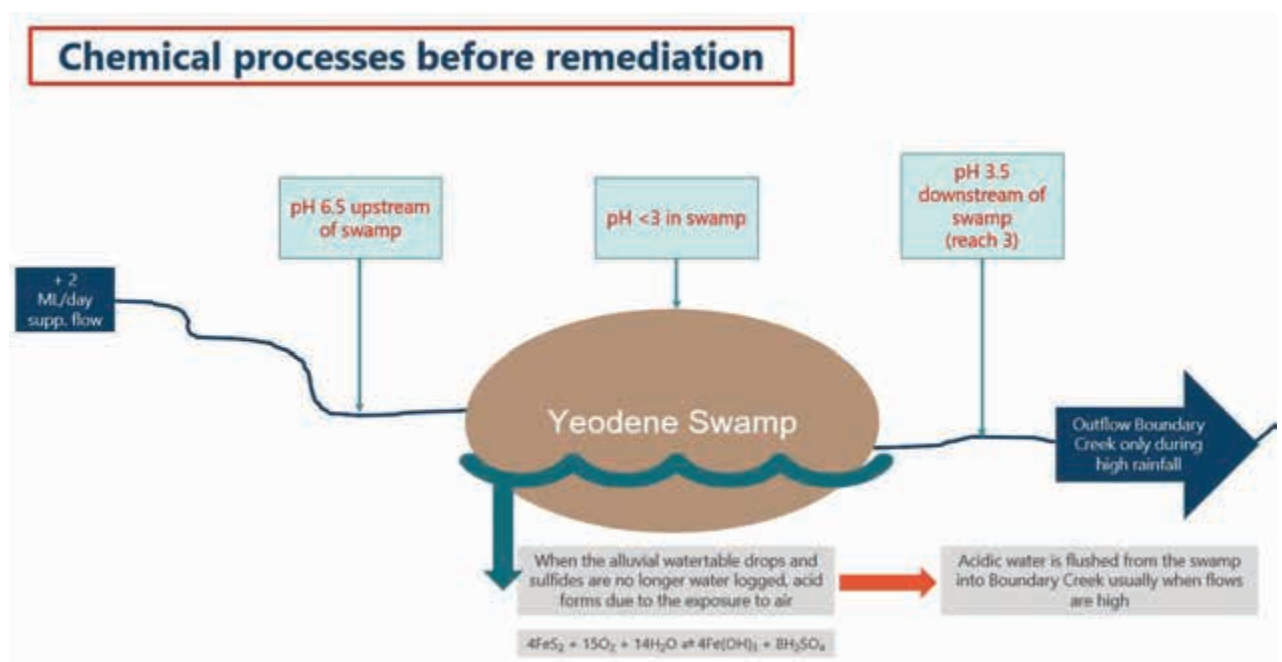 Chemical processes before remediation
pH 6.5 upstream
of swamp
pH <3 in swamp
pH 3.5
downstream of
swamp
(reach 3)
+ 2
ML/day
supp. flow
Yeodene Swamp
Outflow Boundary
Creek only during
high rainfall
When the alluvial watertable drops and
sulfides are no longer water logged, acid
forms due to the exposure to air
Acidic water is flushed from the swamp
into Boundary Creek usually when flows
are high
4FeS₂ + 15O₂ + 14H₂O ⇌ 4Fe(OH)₃ + 8H₂SO₄